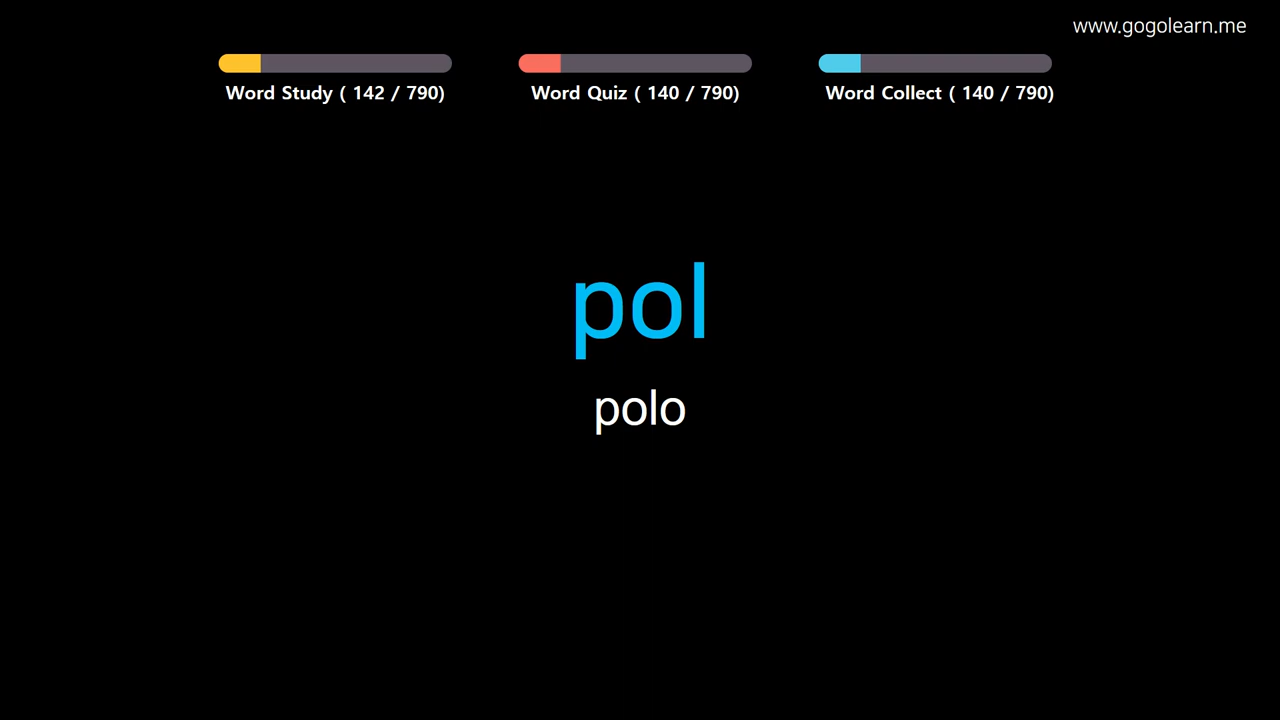 www.gogolearn.me
Word Study ( 142 / 790)
Word Quiz ( 140 / 790)
Word Collect ( 140 / 790)
pol
polo